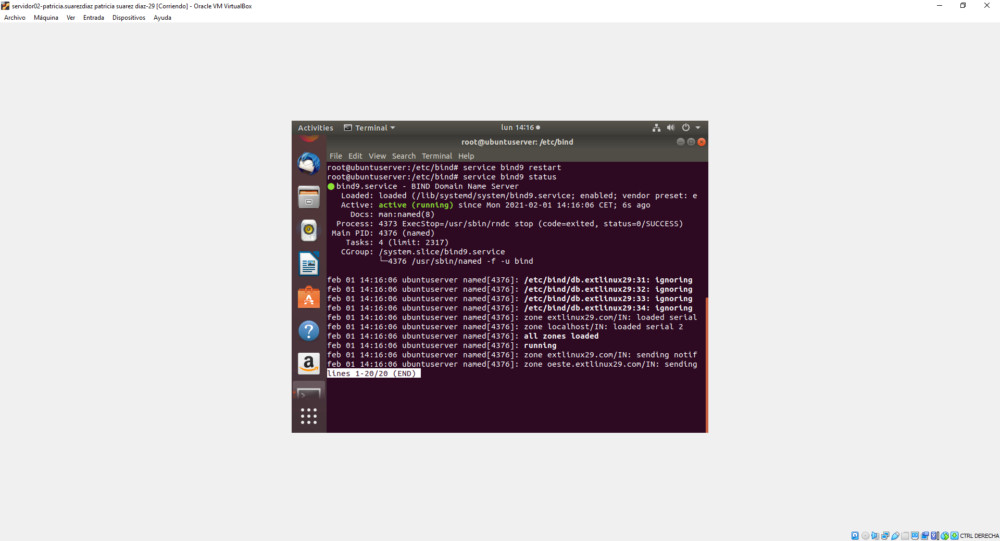 servidor02-patricia.suarezdiaz patricia suarez diaz-29 [Corriendo] - Oracle VM VirtualBox
Archivo Máquina Ver Entrada Dispositivos Ayuda
Activities Terminal lun 14:16
root@ubuntuserver: /etc/bind
File Edit View Search Terminal Help
root@ubuntuserver:/etc/bind# service bind9 restart
root@ubuntuserver:/etc/bind# service bind9 status
● bind9.service - BIND Domain Name Server
Loaded: loaded (/lib/systemd/system/bind9.service; enabled; vendor preset: e
Active: active (running) since Mon 2021-02-01 14:16:06 CET; 6s ago
Docs: man:named(8)
Process: 4373 ExecStop=/usr/sbin/rndc stop (code=exited, status=0/SUCCESS)
Main PID: 4376 (named)
Tasks: 4 (limit: 2317)
CGroup: /system.slice/bind9.service
└─4376 /usr/sbin/named -f -u bind
feb 01 14:16:06 ubuntuserver named[4376]: /etc/bind/db.extlinux29:31: ignoring
feb 01 14:16:06 ubuntuserver named[4376]: /etc/bind/db.extlinux29:32: ignoring
feb 01 14:16:06 ubuntuserver named[4376]: /etc/bind/db.extlinux29:33: ignoring
feb 01 14:16:06 ubuntuserver named[4376]: /etc/bind/db.extlinux29:34: ignoring
feb 01 14:16:06 ubuntuserver named[4376]: zone extlinux29.com/IN: loaded serial
feb 01 14:16:06 ubuntuserver named[4376]: zone localhost/IN: loaded serial 2
feb 01 14:16:06 ubuntuserver named[4376]: all zones loaded
feb 01 14:16:06 ubuntuserver named[4376]: running
feb 01 14:16:06 ubuntuserver named[4376]: zone extlinux29.com/IN: sending notif
feb 01 14:16:06 ubuntuserver named[4376]: zone oeste.extlinux29.com/IN: sending
lines 1-20/20 (END)
CTRL DERECHA